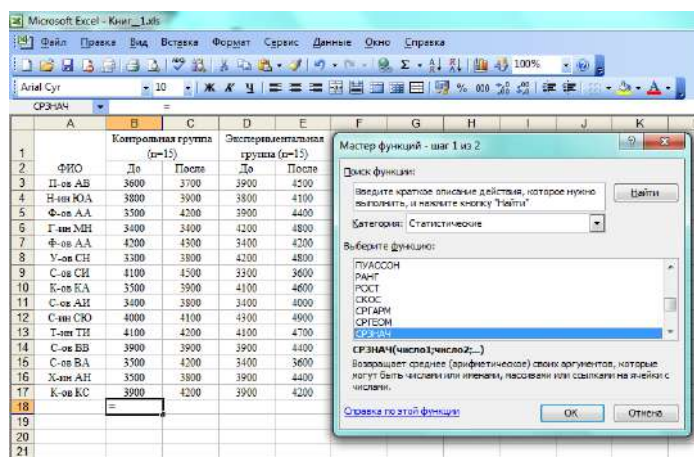 Microsoft Excel - Книг_1.xls
Файл Правка Вид Вставка Формат Сервис Данные Окно Справка
100%
Arial Cyr 10 Ж К Ч % 000
СРЗНАЧ =
A B C D E F G H I J K
1 Контрольная группа (n=15) Экспериментальная группа (n=15)
2 ФИО До После До После
3 П-ов АВ 3600 3700 3900 4500
4 Н-ин ЮА 3800 3900 3800 4100
5 Ф-ов АА 3500 4200 3900 4400
6 Г-ин МН 3400 3400 4200 4800
7 Ф-ов АА 4200 4300 3400 4200
8 У-ов СН 3300 3800 4200 4800
9 С-ов СИ 4100 4500 3300 3600
10 К-ов КА 3500 3900 4100 4600
11 С-ов АИ 3400 3800 3400 4000
12 С-ин СЮ 4000 4100 4300 4900
13 Т-ин ТИ 4100 4200 4100 4700
14 С-ов ВВ 3900 3900 3900 4400
15 С-ов ВА 3500 4200 3400 3600
16 Х-ин АН 3500 3800 3900 4400
17 К-ов КС 3900 4200 3900 4200
18 =
19
20
21
Мастер функций - шаг 1 из 2
Поиск функции:
Введите краткое описание действия, которое нужно
выполнить, и нажмите кнопку "Найти"
Найти
Категория: Статистические
Выберите функцию:
ПУАССОН
РАНГ
РОСТ
СКОС
СРГАРМ
СРГЕОМ
СРЗНАЧ
СРЗНАЧ(число1;число2;...)
Возвращает среднее (арифметическое) своих аргументов, которые
могут быть числами или именами, массивами или ссылками на ячейки с
числами.
Справка по этой функции
OK Отмена